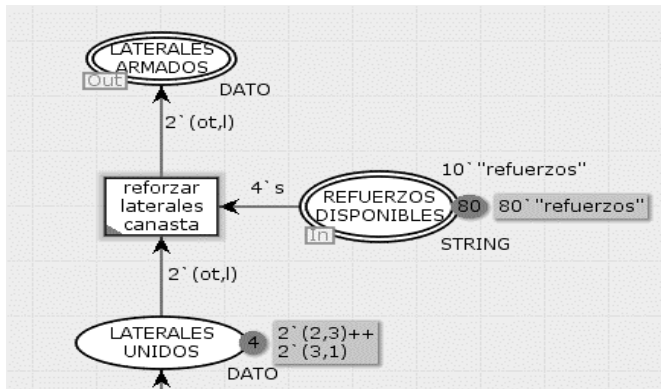 LATERALES
ARMADOS
Out
DATO
2`(ot,l)
10`"refuerzos"
reforzar
laterales
canasta
4`s
REFUERZOS
DISPONIBLES
80
80`"refuerzos"
In
STRING
2`(ot,l)
LATERALES
UNIDOS
4
2`(2,3)++
2`(3,1)
DATO